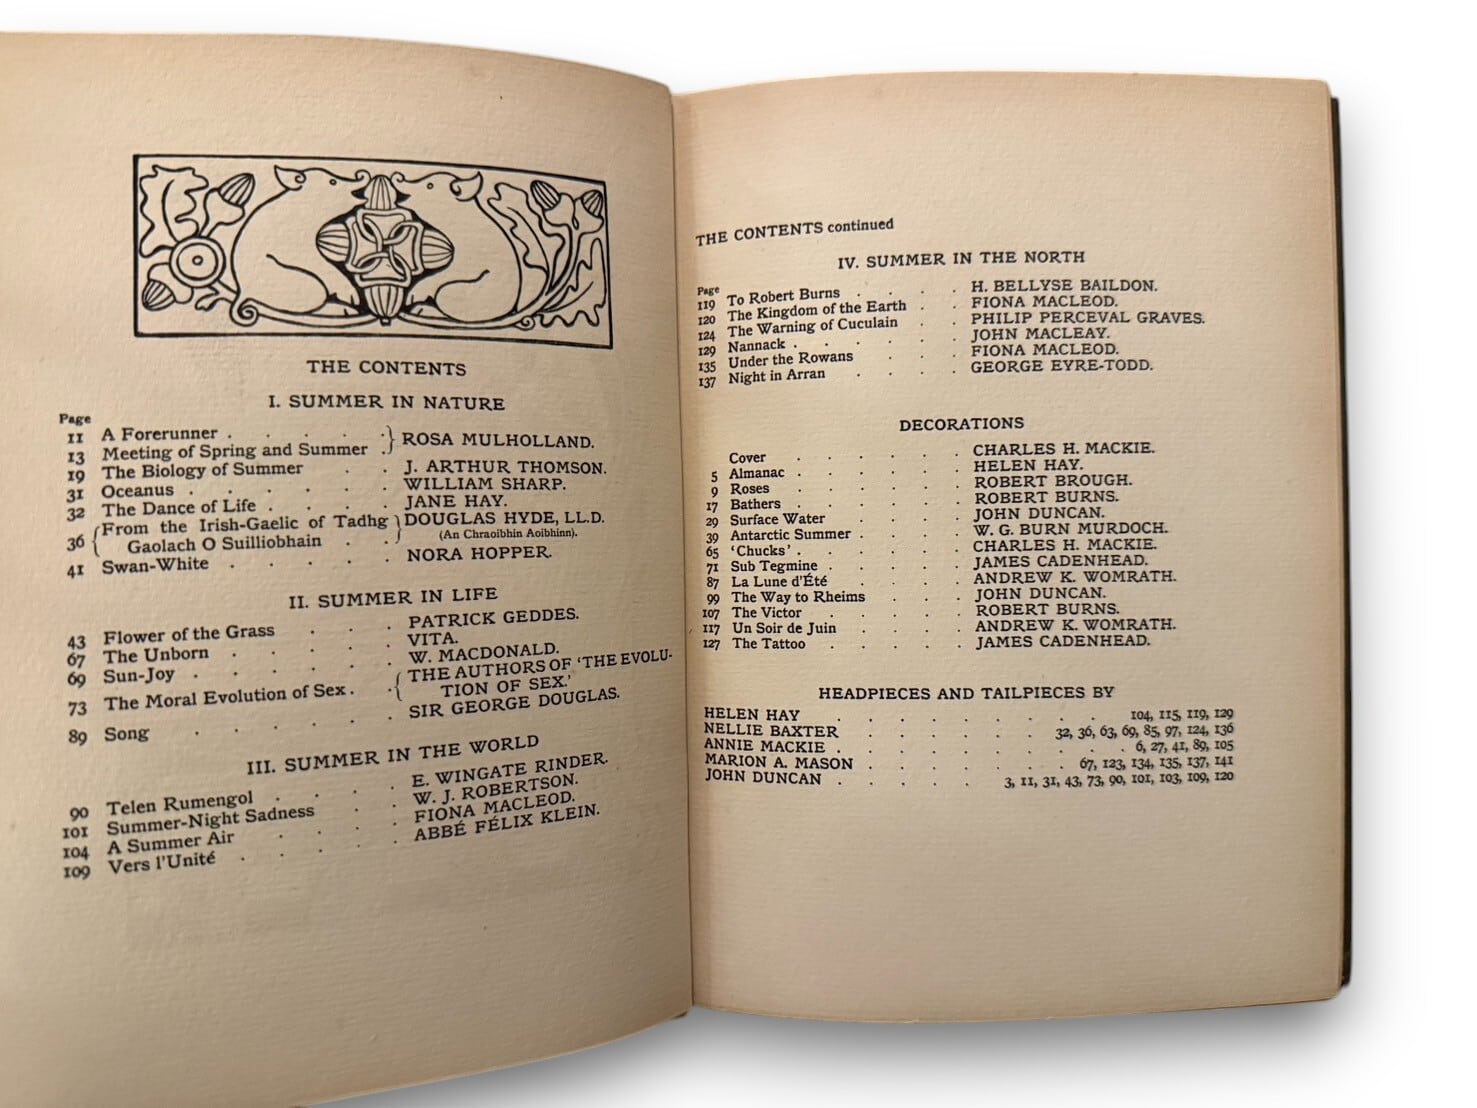 THE CONTENTS
I. SUMMER IN NATURE
Page
11 A Forerunner . . . . . } ROSA MULHOLLAND.
13 Meeting of Spring and Summer .
19 The Biology of Summer . . J. ARTHUR THOMSON.
31 Oceanus . . . . . . WILLIAM SHARP.
32 The Dance of Life . . . . JANE HAY.
36 { From the Irish-Gaelic of Tadhg } DOUGLAS HYDE, LL.D.
Gaolach O Suilliobhain . . (An Chraoibhin Aoibhinn).
41 Swan-White . . . . . NORA HOPPER.
II. SUMMER IN LIFE
43 Flower of the Grass . . . PATRICK GEDDES.
67 The Unborn . . . . . VITA.
69 Sun-Joy . . . . . . W. MACDONALD.
73 The Moral Evolution of Sex . . { THE AUTHORS OF 'THE EVOLU-
TION OF SEX.'
89 Song . . . . . SIR GEORGE DOUGLAS.
III. SUMMER IN THE WORLD
90 Telen Rumengol . . . . E. WINGATE RINDER.
101 Summer-Night Sadness . . W. J. ROBERTSON.
104 A Summer Air . . . . FIONA MACLEOD.
109 Vers l'Unité . . . . . ABBÉ FÉLIX KLEIN.
THE CONTENTS continued
IV. SUMMER IN THE NORTH
Page
119 To Robert Burns . . . . H. BELLYSE BAILDON.
120 The Kingdom of the Earth . . FIONA MACLEOD.
124 The Warning of Cuculain . . PHILIP PERCEVAL GRAVES.
129 Nannack . . . . . . JOHN MACLEAY.
135 Under the Rowans . . . FIONA MACLEOD.
137 Night in Arran . . . . GEORGE EYRE-TODD.
DECORATIONS
Cover . . . . . . CHARLES H. MACKIE.
5 Almanac . . . . . HELEN HAY.
9 Roses . . . . . ROBERT BROUGH.
17 Bathers . . . . . ROBERT BURNS.
29 Surface Water . . . . JOHN DUNCAN.
39 Antarctic Summer . . . . W. G. BURN MURDOCH.
65 'Chucks' . . . . . CHARLES H. MACKIE.
71 Sub Tegmine . . . . . JAMES CADENHEAD.
87 La Lune d'Été . . . . ANDREW K. WOMRATH.
99 The Way to Rheims . . . JOHN DUNCAN.
107 The Victor . . . . . ROBERT BURNS.
117 Un Soir de Juin . . . . ANDREW K. WOMRATH.
127 The Tattoo . . . . . JAMES CADENHEAD.
HEADPIECES AND TAILPIECES BY
HELEN HAY . . . . . . . . . 104, 115, 119, 129
NELLIE BAXTER . . . . . . . 32, 36, 63, 69, 85, 97, 124, 136
ANNIE MACKIE . . . . . . . . . . 6, 27, 41, 89, 105
MARION A. MASON . . . . . . . 67, 123, 134, 135, 137, 141
JOHN DUNCAN . . . . . 3, 11, 31, 43, 73, 90, 101, 103, 109, 120